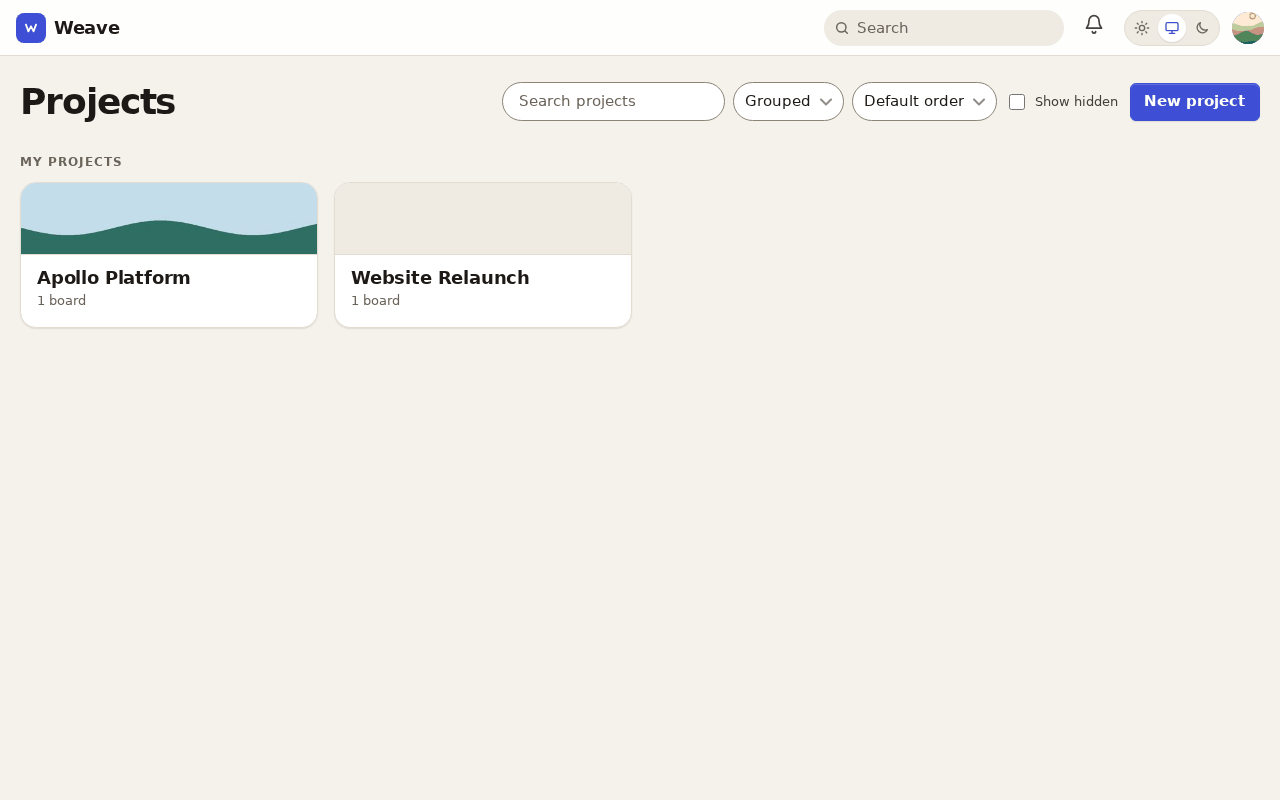 Weave
Search
Projects
Search projects
Grouped
Default order
Show hidden
New project
MY PROJECTS
Apollo Platform
1 board
Website Relaunch
1 board